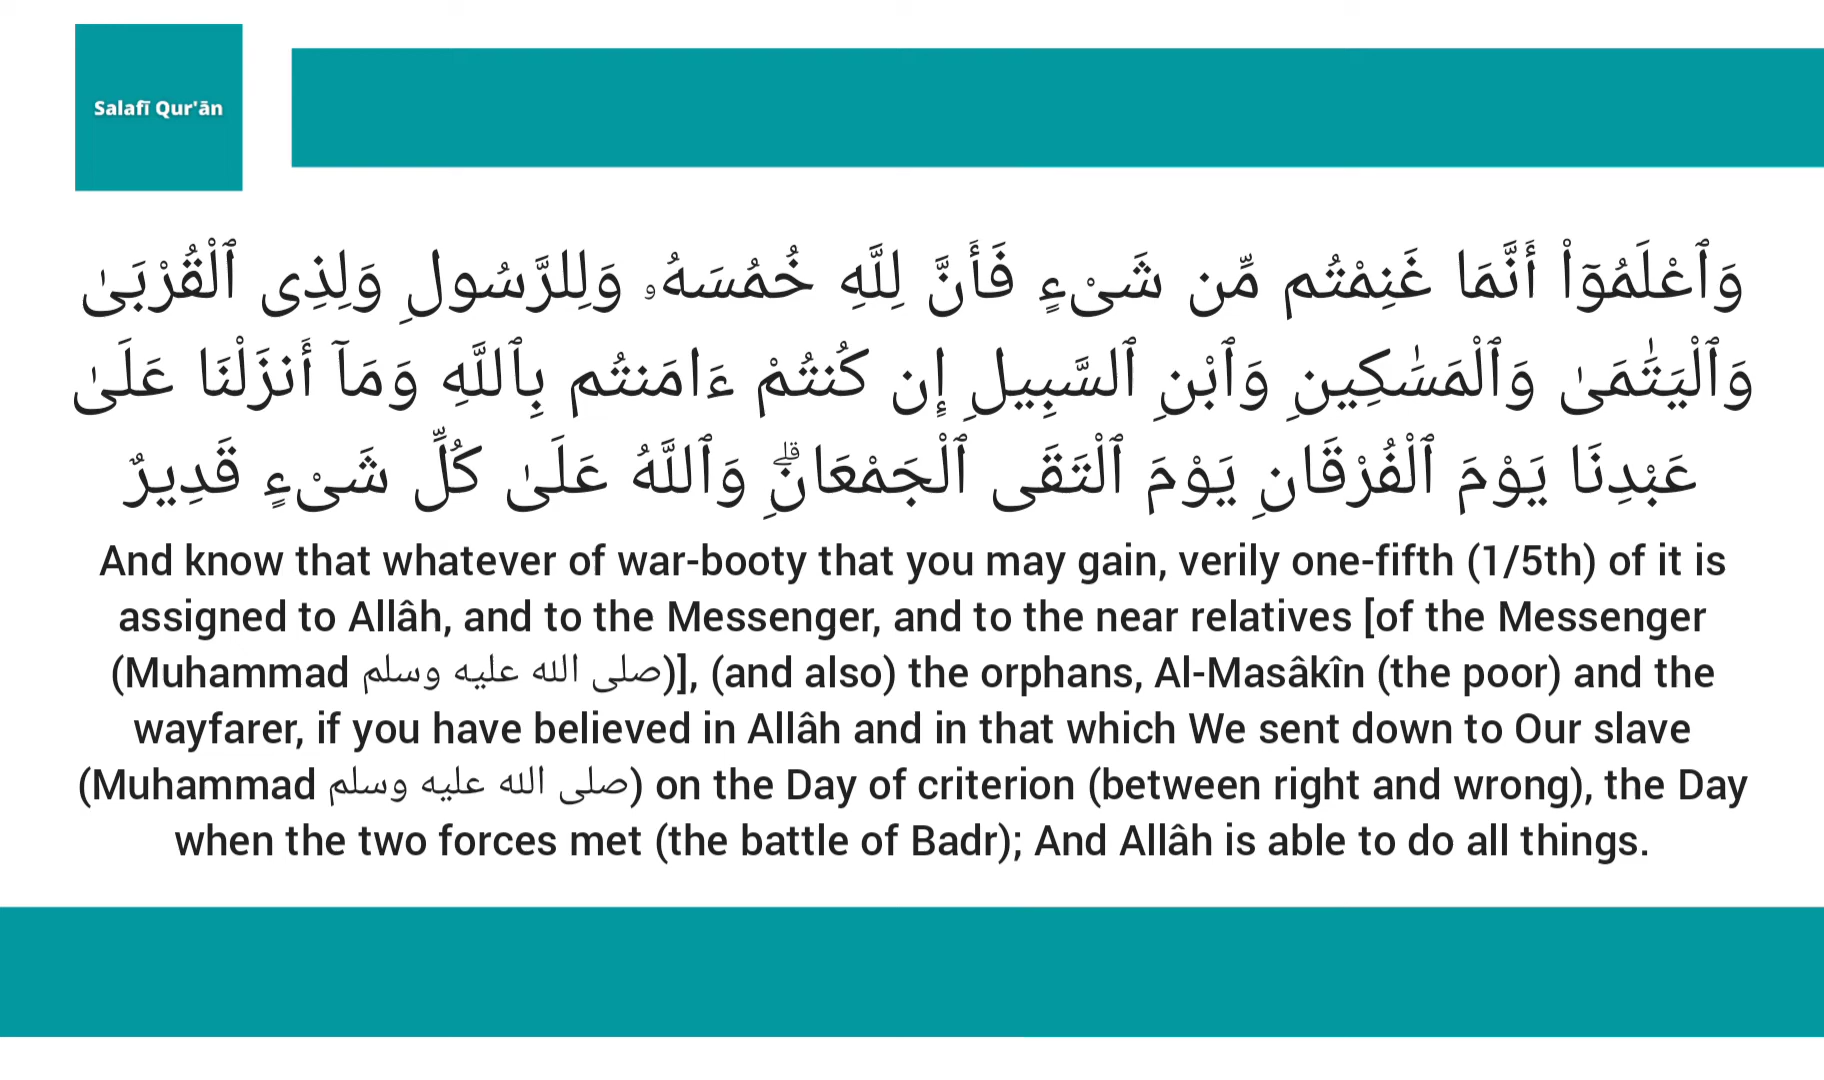 Salafī Qur'ān
وَٱعْلَمُوٓا۟ أَنَّمَا غَنِمْتُم مِّن شَىْءٍ فَأَنَّ لِلَّهِ خُمُسَهُۥ وَلِلرَّسُولِ وَلِذِى ٱلْقُرْبَىٰ
وَٱلْيَتَٰمَىٰ وَٱلْمَسَٰكِينِ وَٱبْنِ ٱلسَّبِيلِ إِن كُنتُمْ ءَامَنتُم بِٱللَّهِ وَمَآ أَنزَلْنَا عَلَىٰ
عَبْدِنَا يَوْمَ ٱلْفُرْقَانِ يَوْمَ ٱلْتَقَى ٱلْجَمْعَانِۗ وَٱللَّهُ عَلَىٰ كُلِّ شَىْءٍ قَدِيرٌ
And know that whatever of war-booty that you may gain, verily one-fifth (1/5th) of it is
assigned to Allâh, and to the Messenger, and to the near relatives [of the Messenger
(Muhammad صلى الله عليه وسلم)], (and also) the orphans, Al-Masâkîn (the poor) and the
wayfarer, if you have believed in Allâh and in that which We sent down to Our slave
(Muhammad صلى الله عليه وسلم) on the Day of criterion (between right and wrong), the Day
when the two forces met (the battle of Badr); And Allâh is able to do all things.